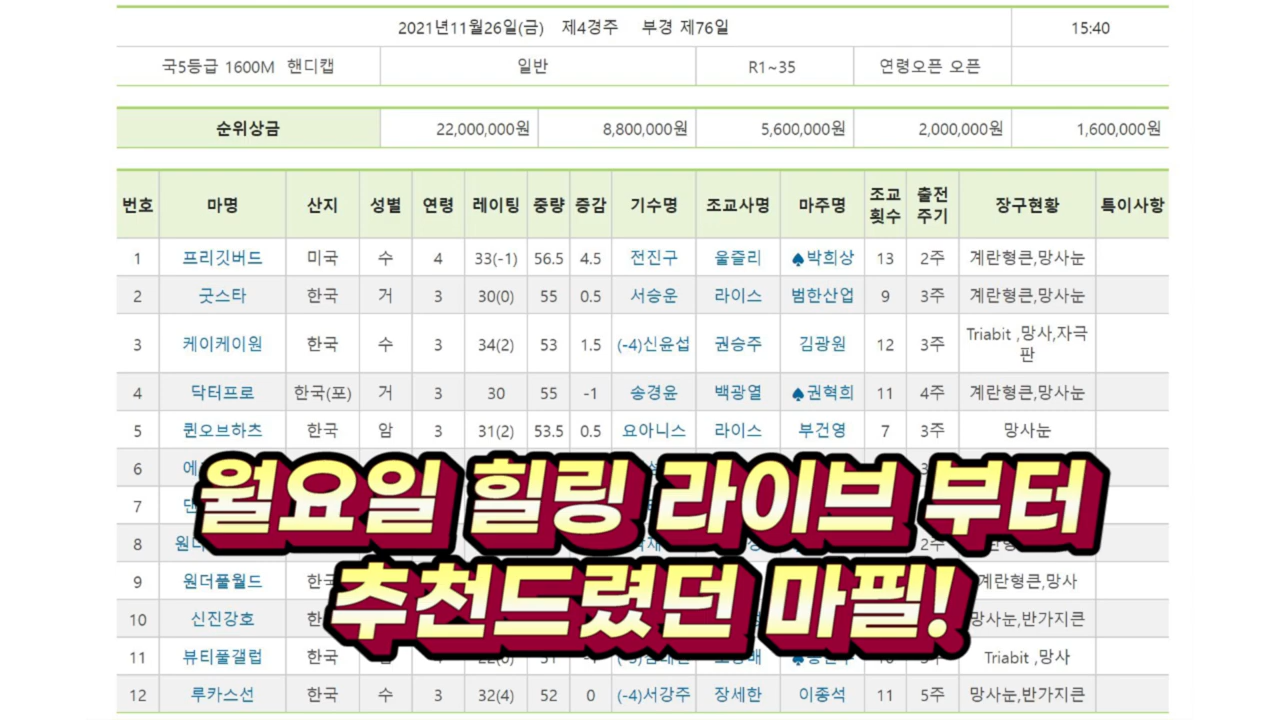 2021년11월26일(금) 제4경주 부경 제76일 15:40
국5등급 1600M 핸디캡 일반 R1~35 연령오픈 오픈
순위상금 22,000,000원 8,800,000원 5,600,000원 2,000,000원 1,600,000원
번호 마명 산지 성별 연령 레이팅 중량 증감 기수명 조교사명 마주명 조교횟수 출전주기 장구현황 특이사항
1 프리깃버드 미국 수 4 33(-1) 56.5 4.5 전진구 울즐리 ♠박희상 13 2주 계란형큰,망사눈
2 굿스타 한국 거 3 30(0) 55 0.5 서승운 라이스 범한산업 9 3주 계란형큰,망사눈
3 케이케이원 한국 수 3 34(2) 53 1.5 (-4)신윤섭 권승주 김광원 12 3주 Triabit ,망사,자극판
4 닥터프로 한국(포) 거 3 30 55 -1 송경윤 백광열 ♠권혁희 11 4주 계란형큰,망사눈
5 퀸오브하츠 한국 암 3 31(2) 53.5 0.5 요아니스 라이스 부건영 7 3주 망사눈
6
7
월요일 힐링 라이브 부터
8 2주
9 원더풀월드 계란형큰,망사
추천드렸던 마필!
10 신진강호 망사눈,반가지큰
11 뷰티풀갤럽 한국 Triabit ,망사
12 루카스선 한국 수 3 32(4) 52 0 (-4)서강주 장세한 이종석 11 5주 망사눈,반가지큰